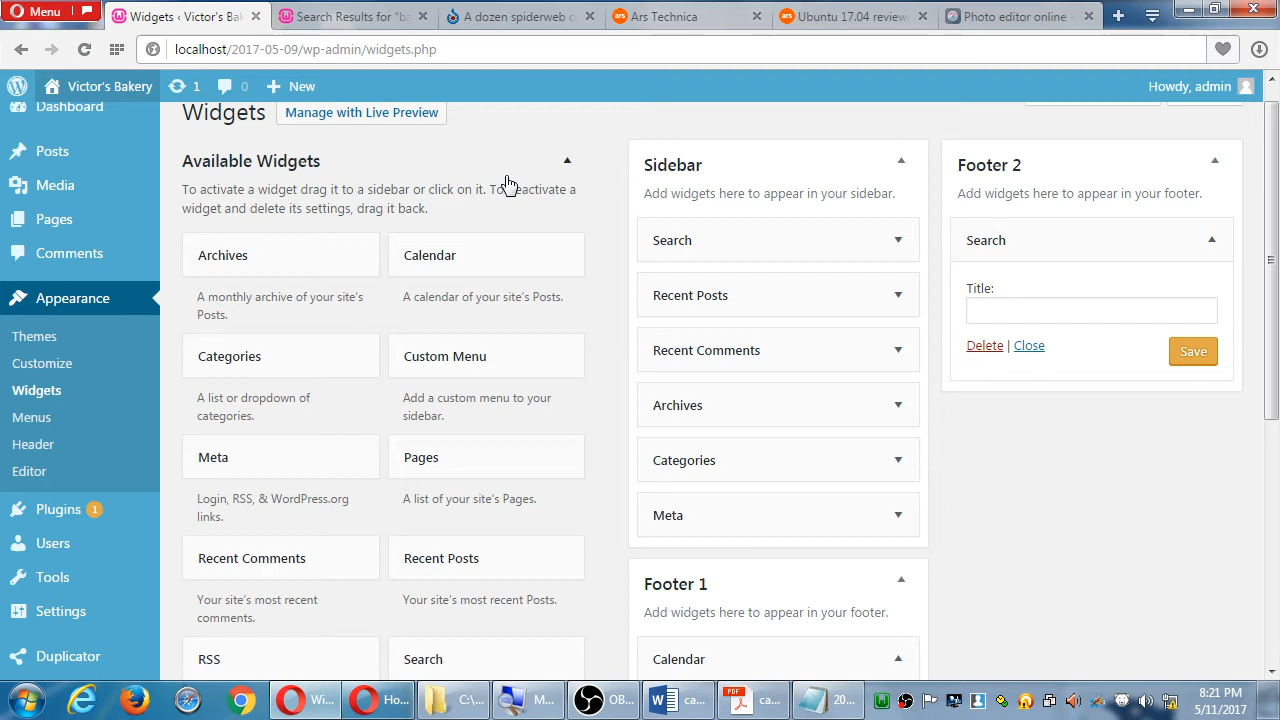 Menu
Widgets ‹ Victor's Bak
Search Results for "ba
A dozen spiderweb c
Ars Technica
Ubuntu 17.04 review
Photo editor online -
localhost/2017-05-09/wp-admin/widgets.php
Victor's Bakery
1
0
New
Howdy, admin
Dashboard
Posts
Media
Pages
Comments
Appearance
Themes
Customize
Widgets
Menus
Header
Editor
Plugins 1
Users
Tools
Settings
Duplicator
Widgets
Manage with Live Preview
Available Widgets
To activate a widget drag it to a sidebar or click on it. To deactivate a
widget and delete its settings, drag it back.
Archives
A monthly archive of your site's
Posts.
Calendar
A calendar of your site's Posts.
Categories
A list or dropdown of
categories.
Custom Menu
Add a custom menu to your
sidebar.
Meta
Login, RSS, & WordPress.org
links.
Pages
A list of your site's Pages.
Recent Comments
Your site's most recent
comments.
Recent Posts
Your site's most recent Posts.
RSS
Search
Sidebar
Add widgets here to appear in your sidebar.
Search
Recent Posts
Recent Comments
Archives
Categories
Meta
Footer 1
Add widgets here to appear in your footer.
Calendar
Footer 2
Add widgets here to appear in your footer.
Search
Title:
Delete | Close
Save
Wi...
Ho...
C:\...
M...
OB...
ca...
PDF
ca...
20...
8:21 PM
5/11/2017